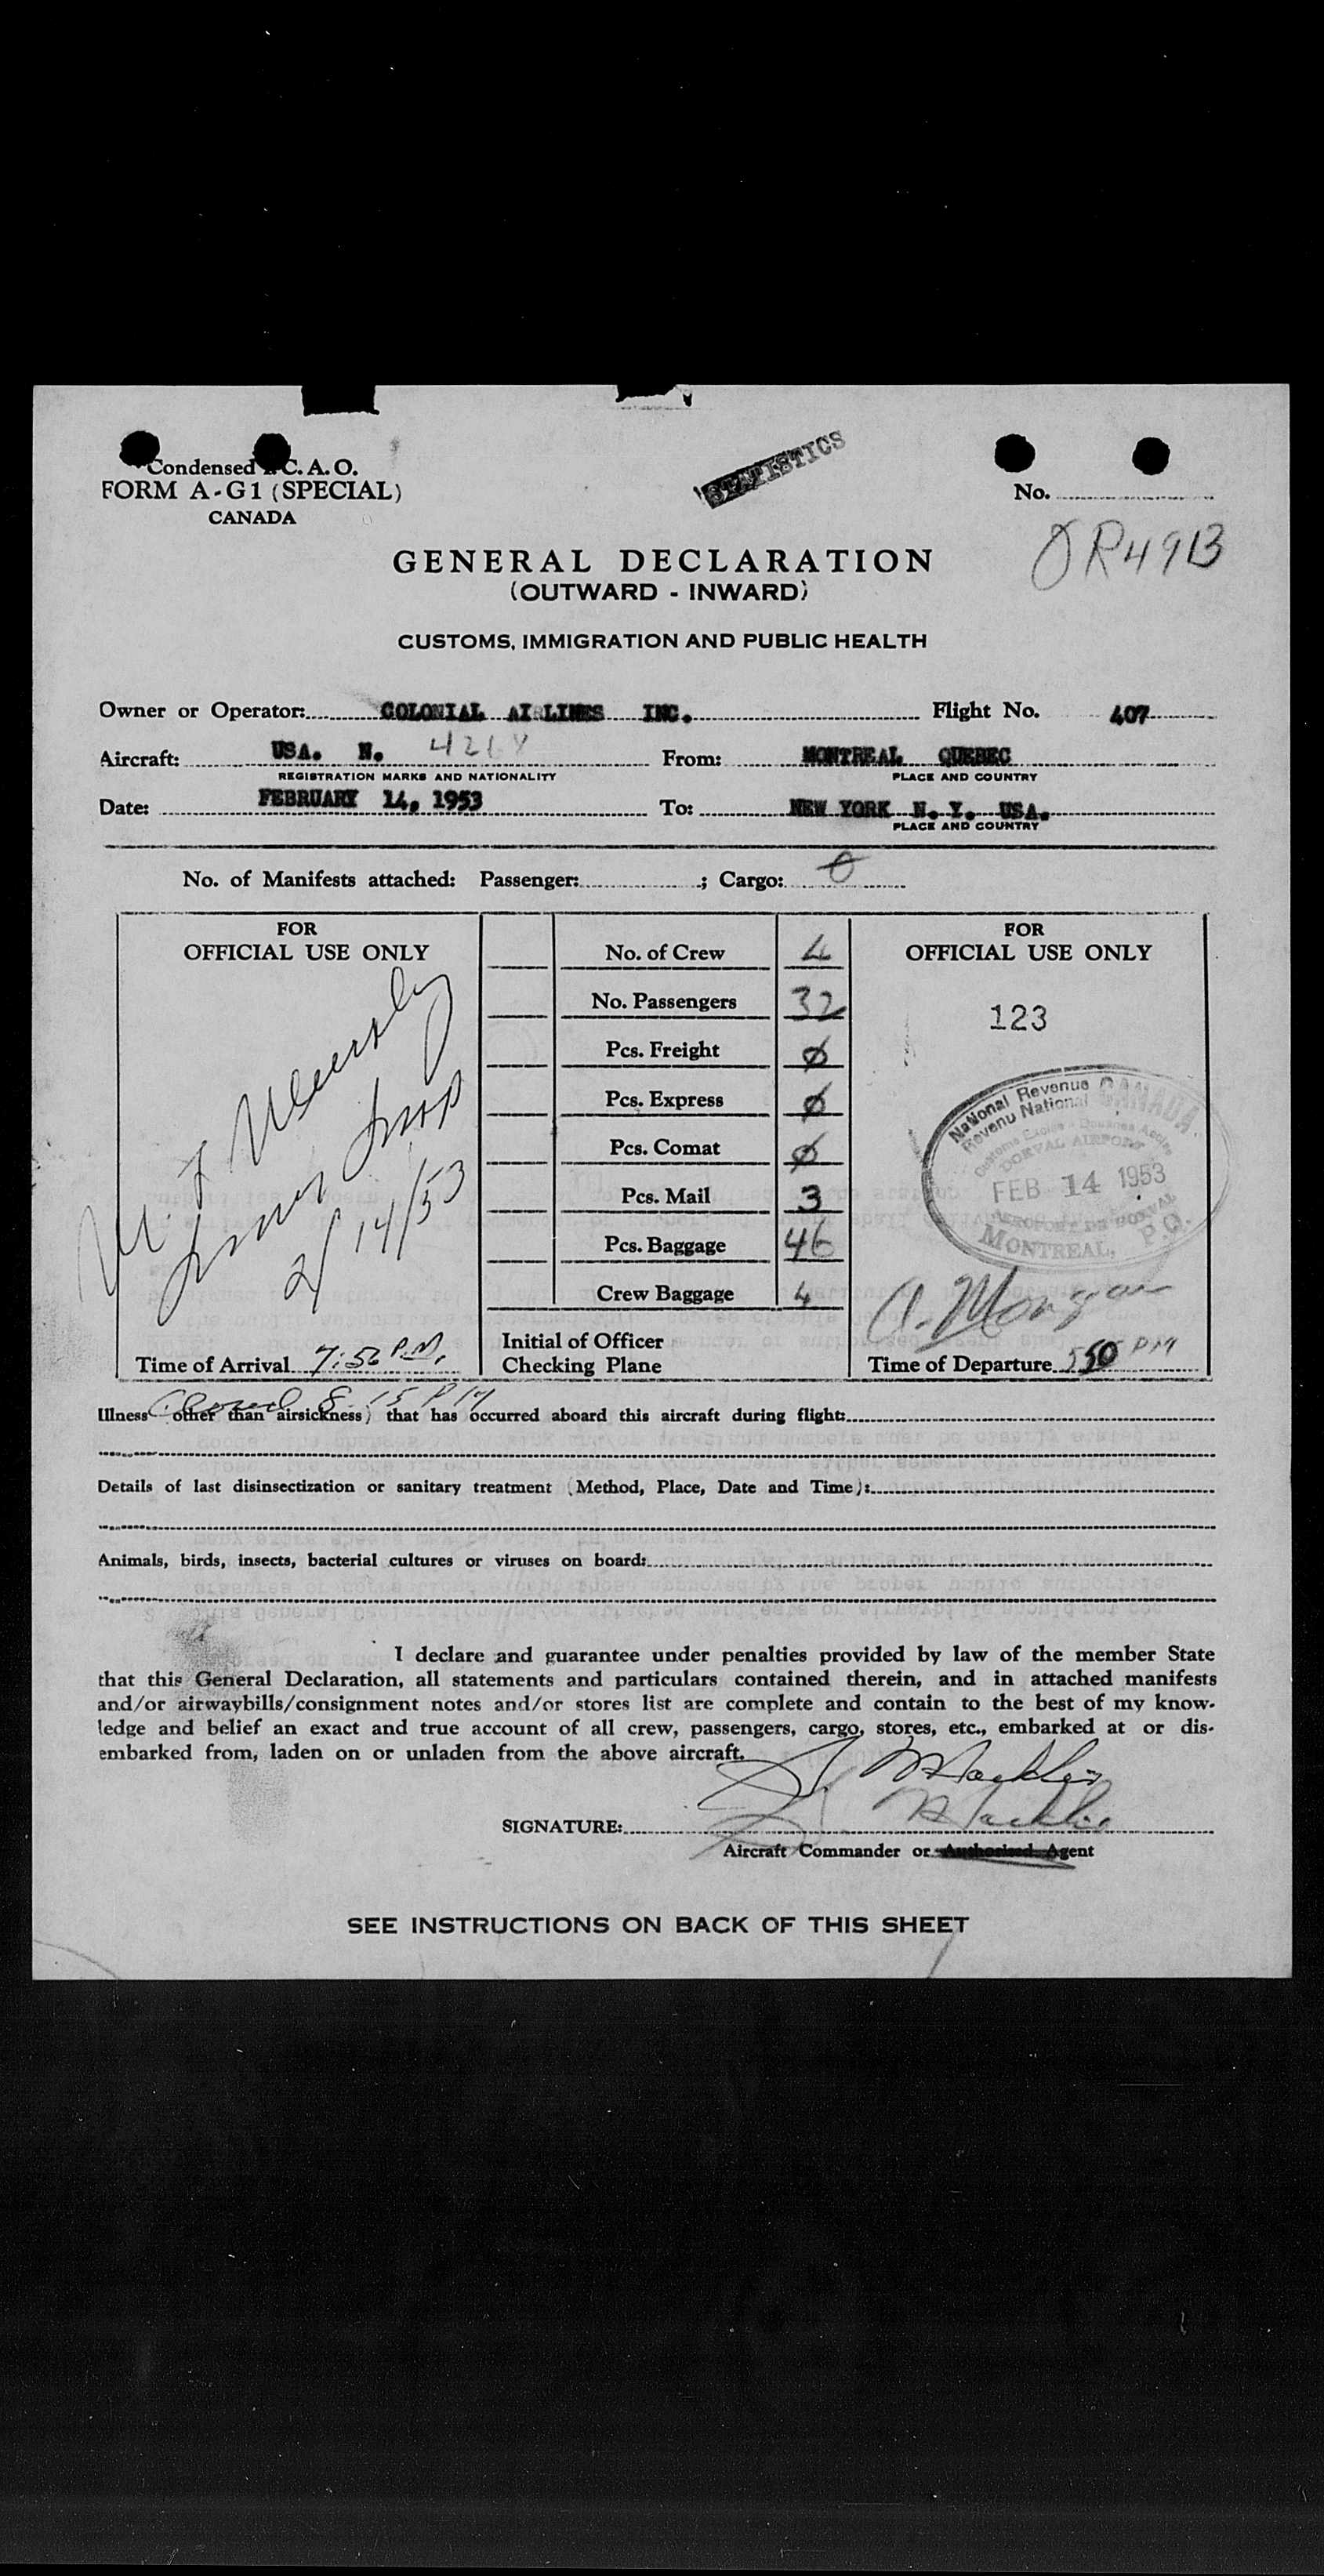 STATISTICS
Condensed I.C.A.O.
FORM A-G1 (SPECIAL)
CANADA
No.
OR4913
GENERAL DECLARATION
(OUTWARD - INWARD)
CUSTOMS, IMMIGRATION AND PUBLIC HEALTH
Owner or Operator: COLONIAL AIRLINES INC. Flight No. 407
Aircraft: USA. N. From: MONTREAL QUEBEC
REGISTRATION MARKS AND NATIONALITY PLACE AND COUNTRY
Date: FEBRUARY 14, 1953 To: NEW YORK N. Y. USA.
PLACE AND COUNTRY
No. of Manifests attached: Passenger: ; Cargo: 0
FOR
OFFICIAL USE ONLY
2/14/53
Time of Arrival 7:56 P.M.
No. of Crew 4
No. Passengers 32
Pcs. Freight 0
Pcs. Express 0
Pcs. Comat 0
Pcs. Mail 3
Pcs. Baggage 46
Crew Baggage 4
Initial of Officer
Checking Plane
FOR
OFFICIAL USE ONLY
123
National Revenue CANADA
Revenu National
DORVAL AIRPORT
FEB 14 1953
AEROPORT DE DORVAL
MONTREAL, P.Q.
A. Morgan
Time of Departure 550 PM
Closed 8 15 PM
Illness (other than airsickness) that has occurred aboard this aircraft during flight:
Details of last disinsectization or sanitary treatment (Method, Place, Date and Time):
Animals, birds, insects, bacterial cultures or viruses on board:
I declare and guarantee under penalties provided by law of the member State
that this General Declaration, all statements and particulars contained therein, and in attached manifests
and/or airwaybills/consignment notes and/or stores list are complete and contain to the best of my know-
ledge and belief an exact and true account of all crew, passengers, cargo, stores, etc., embarked at or dis-
embarked from, laden on or unladen from the above aircraft.
SIGNATURE:
Aircraft Commander or Authorized Agent
SEE INSTRUCTIONS ON BACK OF THIS SHEET